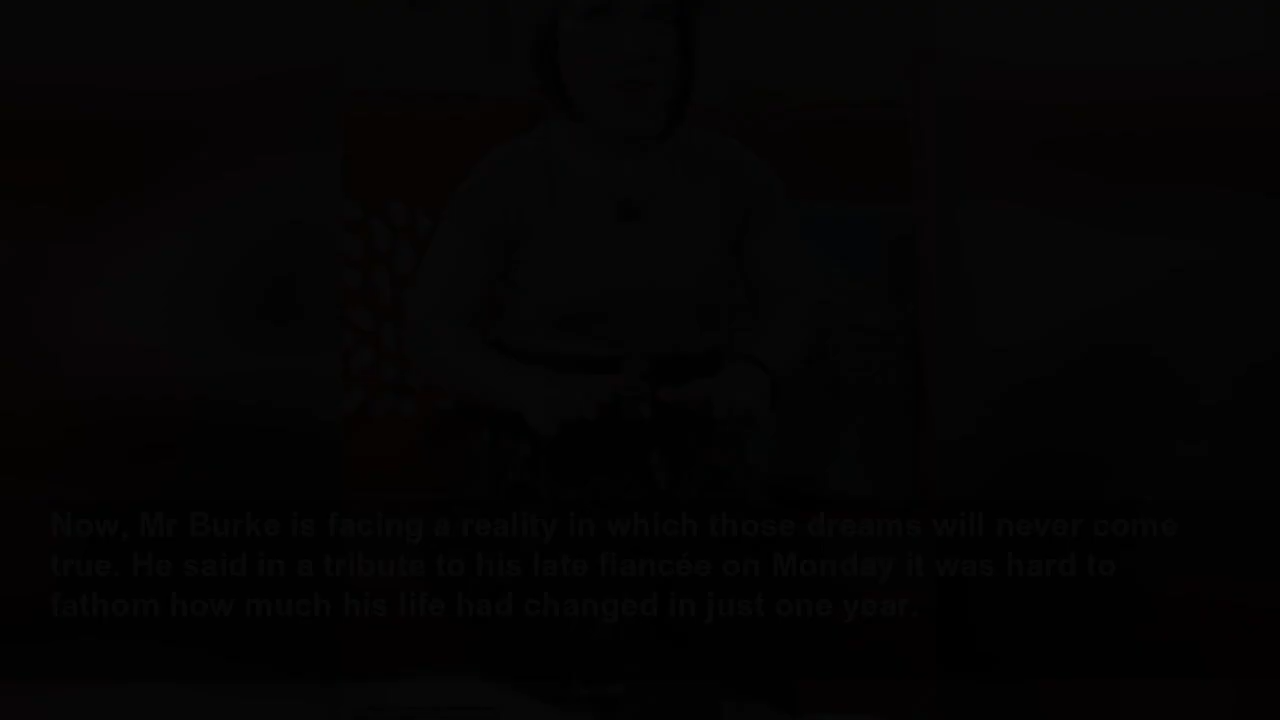 Now, Mr Burke is facing a reality in which those dreams will never come
true. He said in a tribute to his late fiancée on Monday it was hard to
fathom how much his life had changed in just one year.